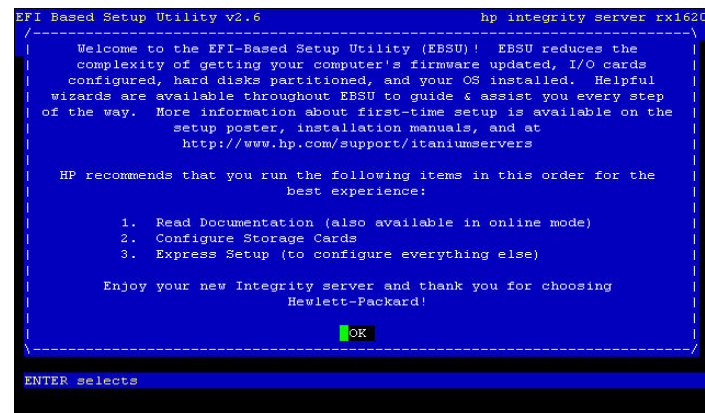 EFI Based Setup Utility v2.6 hp integrity server rx1620
Welcome to the EFI-Based Setup Utility (EBSU)! EBSU reduces the
complexity of getting your computer's firmware updated, I/O cards
configured, hard disks partitioned, and your OS installed. Helpful
wizards are available throughout EBSU to guide & assist you every step
of the way. More information about first-time setup is available on the
setup poster, installation manuals, and at
http://www.hp.com/support/itaniumservers
HP recommends that you run the following items in this order for the
best experience:
1. Read Documentation (also available in online mode)
2. Configure Storage Cards
3. Express Setup (to configure everything else)
Enjoy your new Integrity server and thank you for choosing
Hewlett-Packard!
OK
ENTER selects